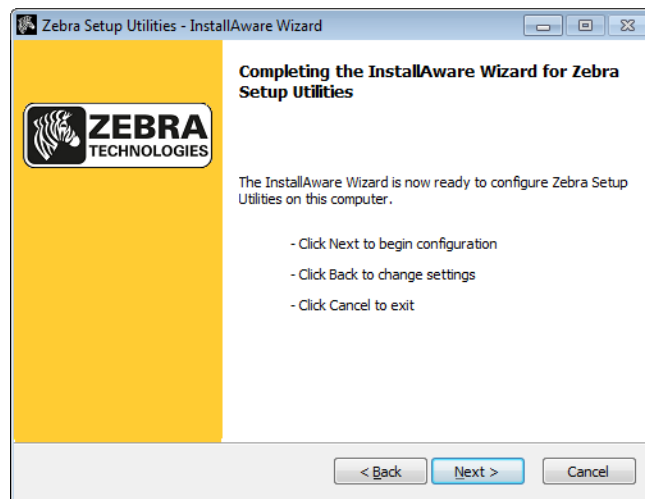 Zebra Setup Utilities - InstallAware Wizard
Completing the InstallAware Wizard for Zebra
Setup Utilities
ZEBRA
TECHNOLOGIES
The InstallAware Wizard is now ready to configure Zebra Setup
Utilities on this computer.
- Click Next to begin configuration
- Click Back to change settings
- Click Cancel to exit
< Back
Next >
Cancel